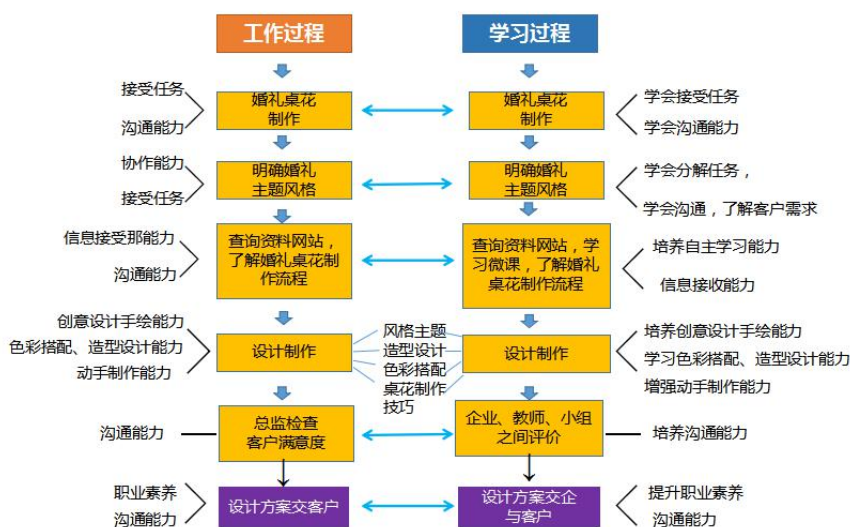 工作过程
学习过程
接受任务
沟通能力
婚礼桌花
制作
婚礼桌花
制作
学会接受任务
学会沟通能力
协作能力
接受任务
明确婚礼
主题风格
明确婚礼
主题风格
学会分解任务，
学会沟通，了解客户需求
信息接受那能力
沟通能力
查询资料网站，
了解婚礼桌花制
作流程
查询资料网站，学
习微课，了解婚礼
桌花制作流程
培养自主学习能力
信息接收能力
创意设计手绘能力
色彩搭配、造型设计能力
动手制作能力
设计制作
风格主题
造型设计
色彩搭配
桌花制作
技巧
设计制作
培养创意设计手绘能力
学习色彩搭配、造型设计能力
增强动手制作能力
沟通能力
总监检查
客户满意度
企业、教师、小组
之间评价
培养沟通能力
职业素养
沟通能力
设计方案交客户
设计方案交企
与客户
提升职业素养
沟通能力